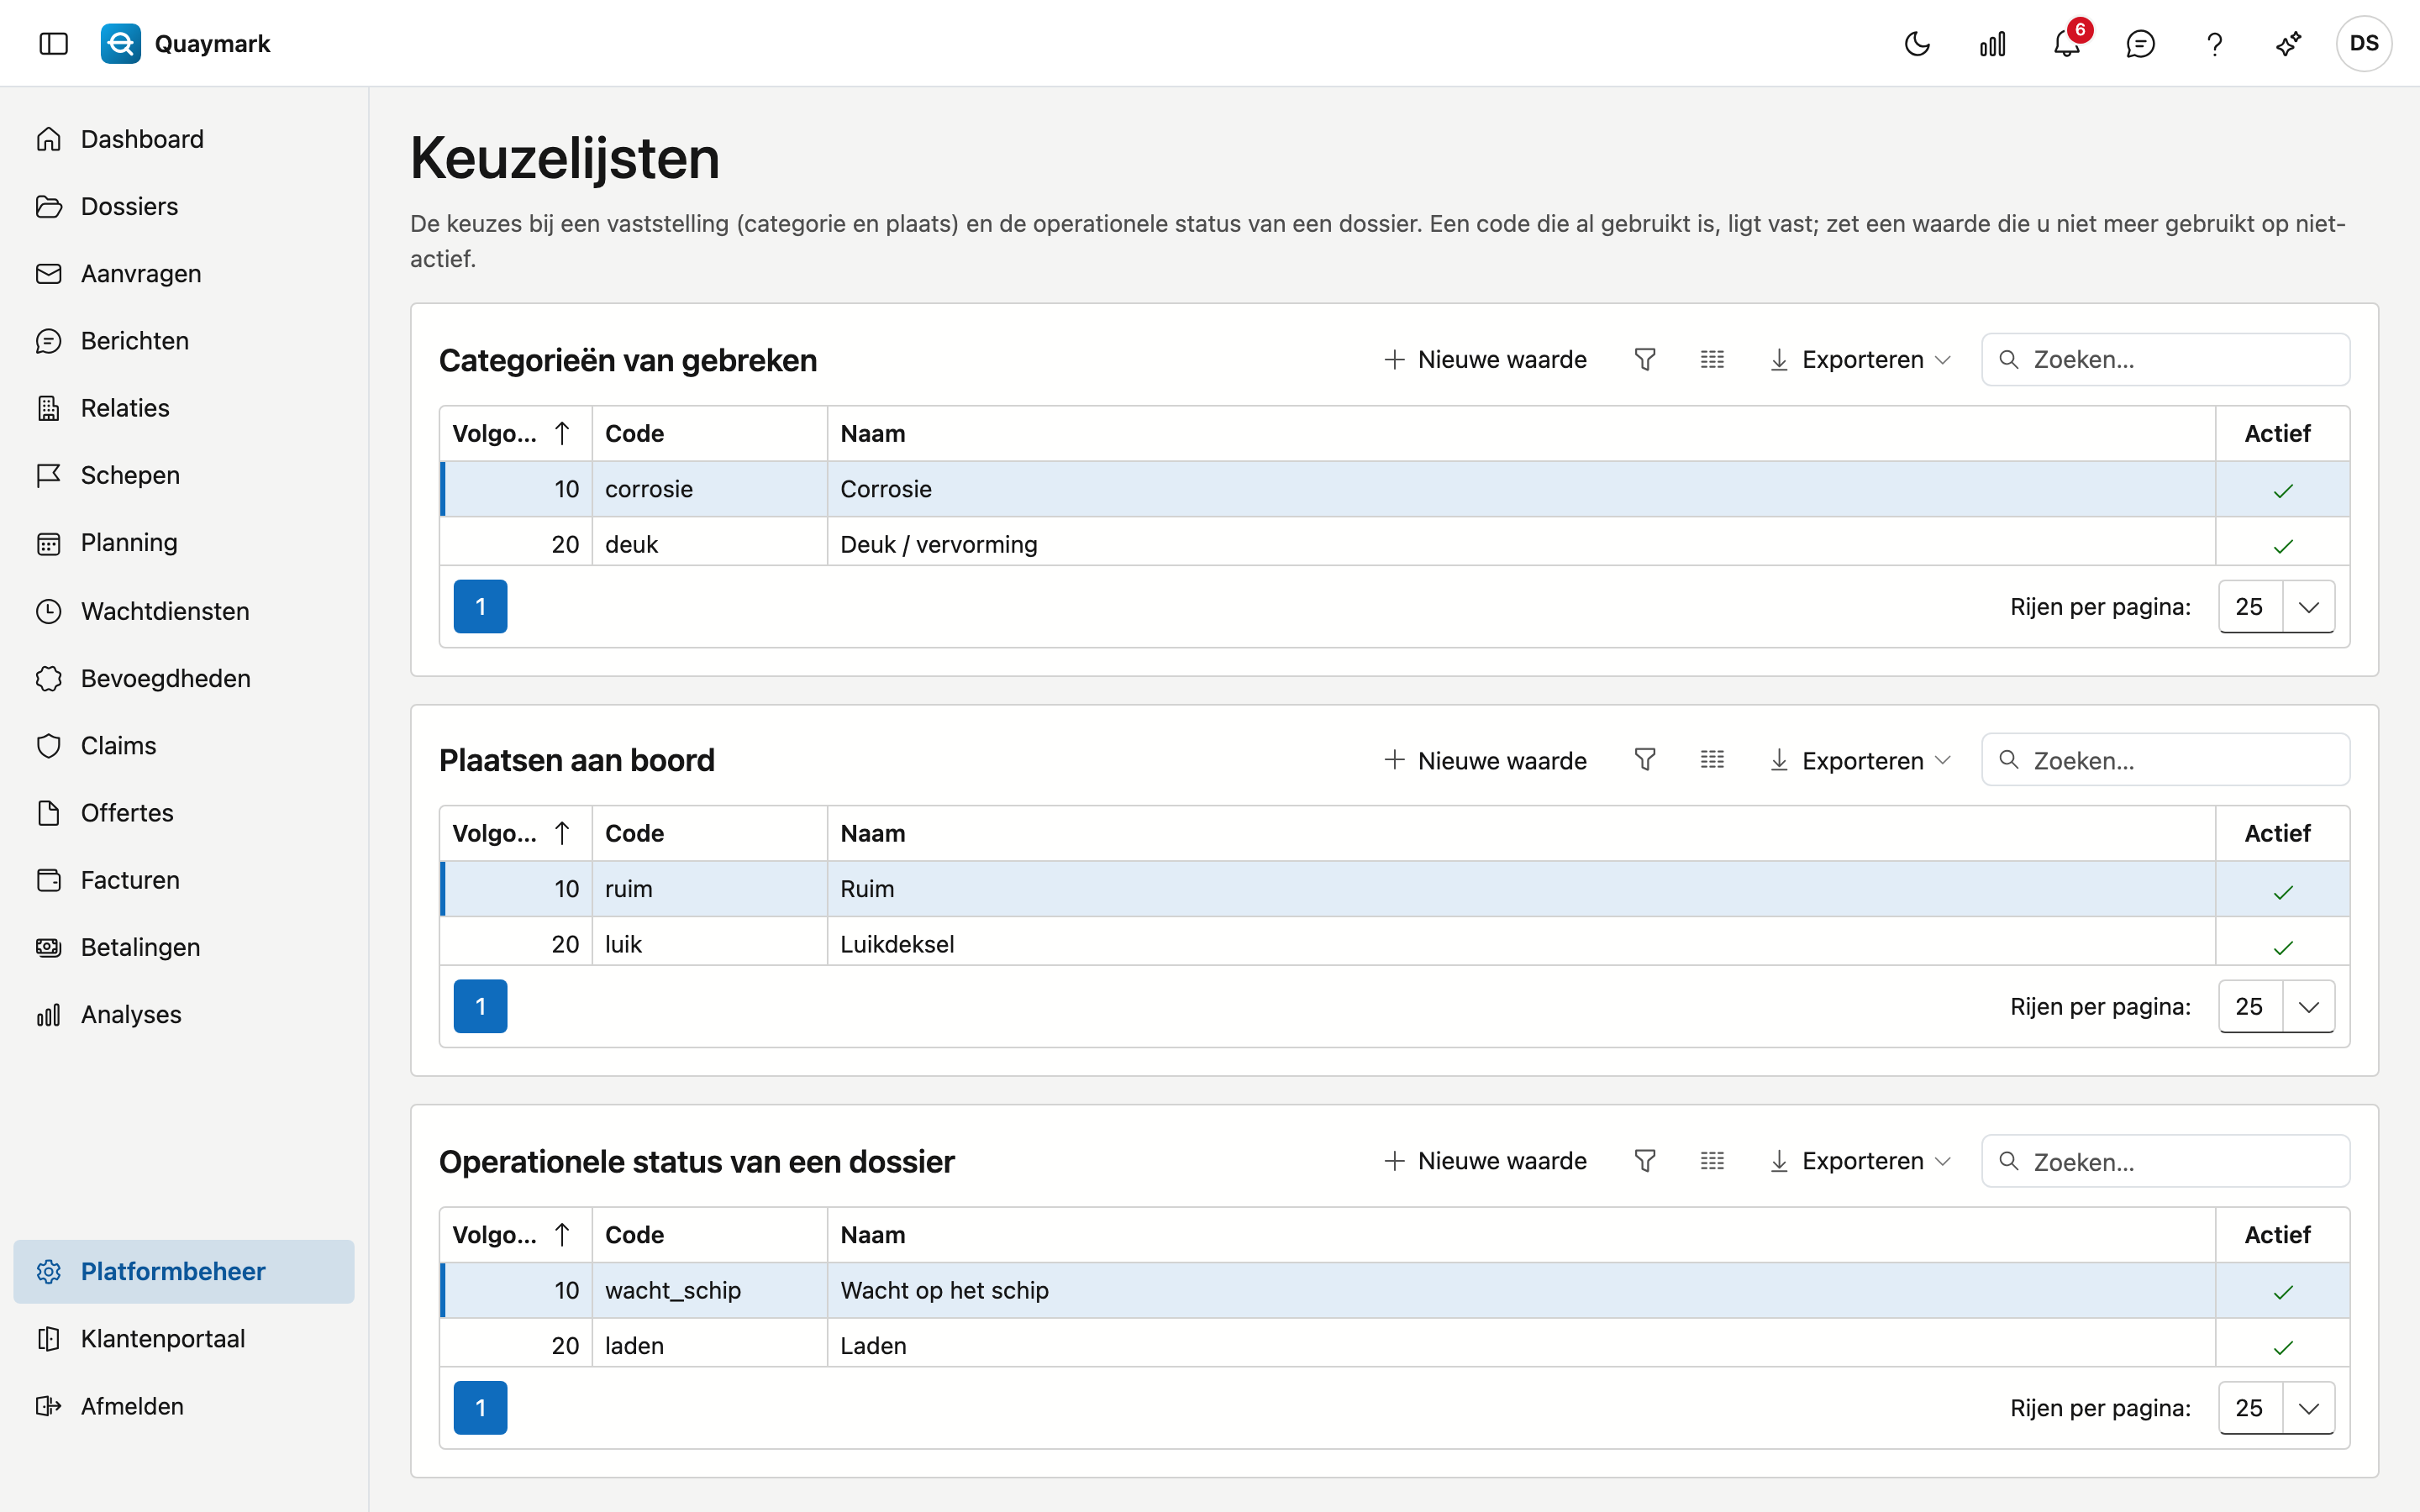 Quaymark
6
DS
Dashboard
Dossiers
Aanvragen
Berichten
Relaties
Schepen
Planning
Wachtdiensten
Bevoegdheden
Claims
Offertes
Facturen
Betalingen
Analyses
Platformbeheer
Klantenportaal
Afmelden
Keuzelijsten
De keuzes bij een vaststelling (categorie en plaats) en de operationele status van een dossier. Een code die al gebruikt is, ligt vast; zet een waarde die u niet meer gebruikt op niet-
actief.
Categorieën van gebreken
Nieuwe waarde
Exporteren
Zoeken...
Volgo... Code Naam Actief
10 corrosie Corrosie
20 deuk Deuk / vervorming
1 Rijen per pagina: 25
Plaatsen aan boord
Nieuwe waarde
Exporteren
Zoeken...
Volgo... Code Naam Actief
10 ruim Ruim
20 luik Luikdeksel
1 Rijen per pagina: 25
Operationele status van een dossier
Nieuwe waarde
Exporteren
Zoeken...
Volgo... Code Naam Actief
10 wacht_schip Wacht op het schip
20 laden Laden
1 Rijen per pagina: 25